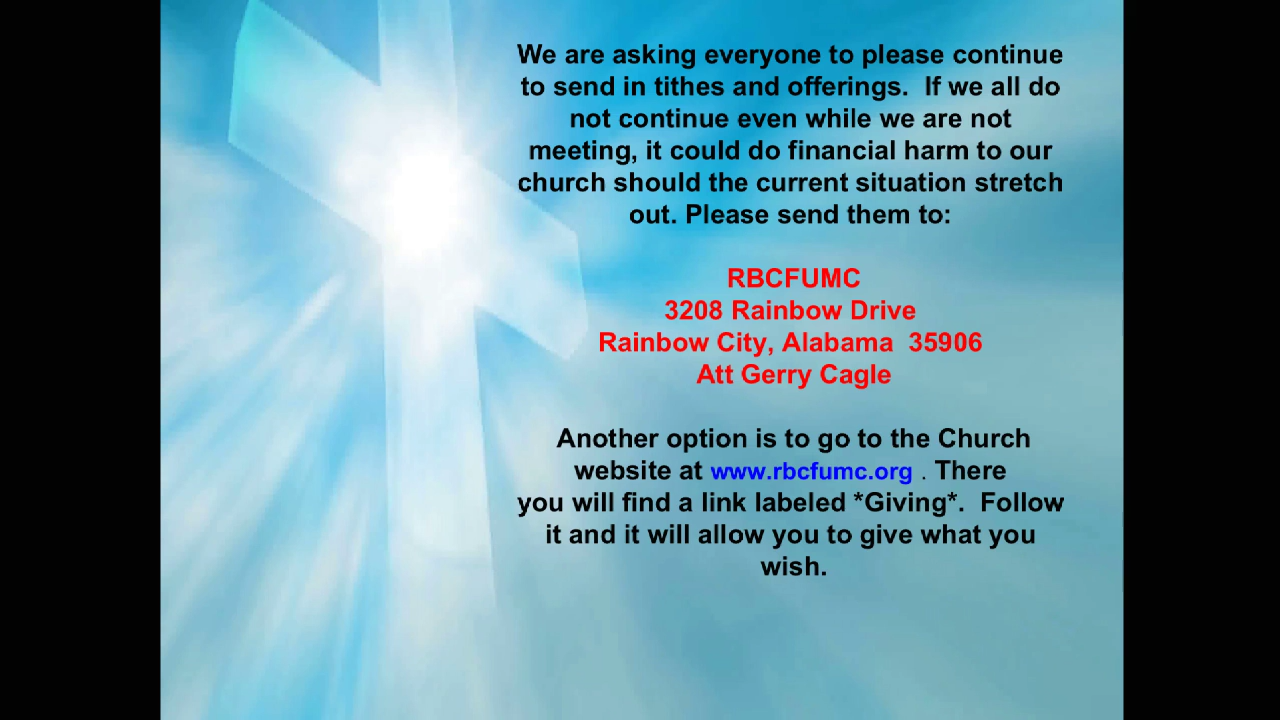 We are asking everyone to please continue
to send in tithes and offerings.  If we all do
not continue even while we are not
meeting, it could do financial harm to our
church should the current situation stretch
out. Please send them to:
RBCFUMC
3208 Rainbow Drive
Rainbow City, Alabama  35906
Att Gerry Cagle
Another option is to go to the Church
website at www.rbcfumc.org . There
you will find a link labeled *Giving*.  Follow
it and it will allow you to give what you
wish.